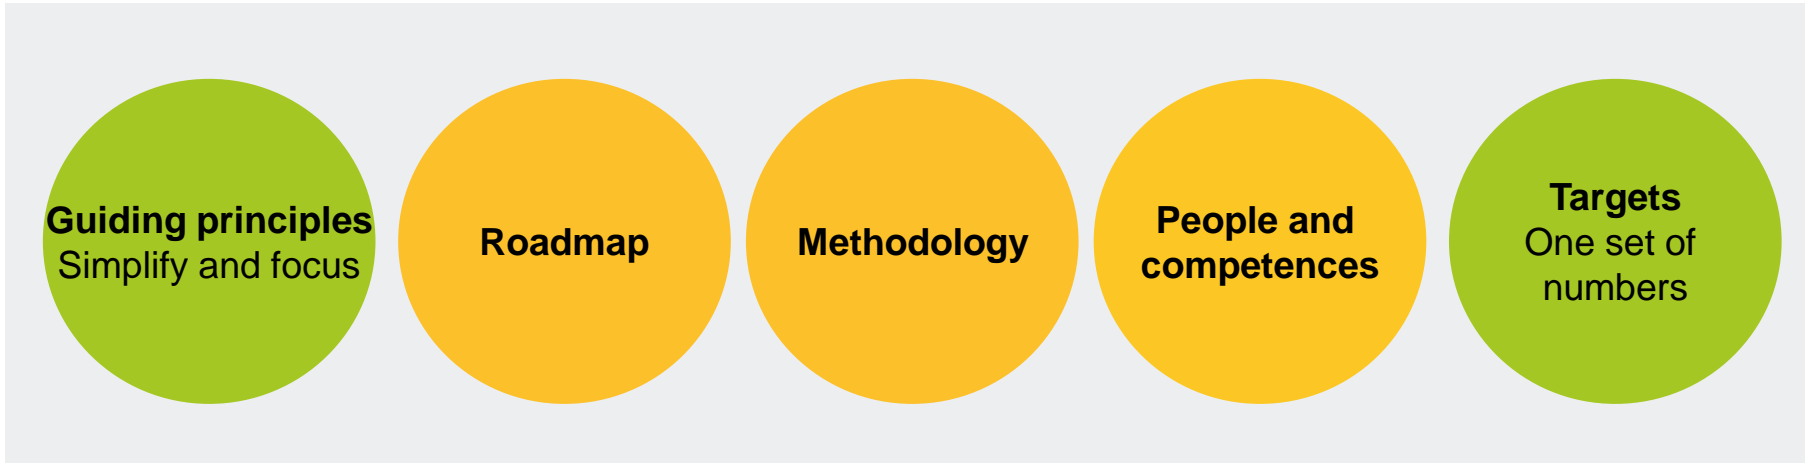 Guiding principles
Simplify and focus
Roadmap
Methodology
People and
competences
Targets
One set of
numbers